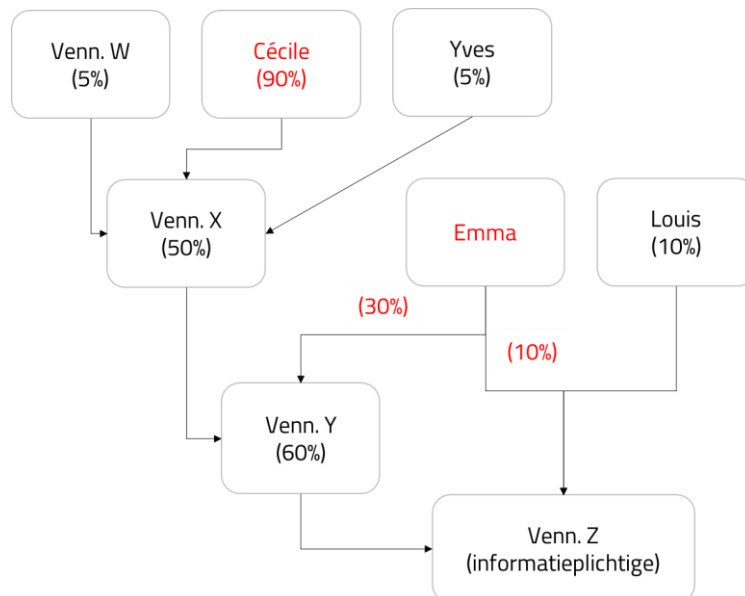 Venn. W
(5%)
Cécile
(90%)
Yves
(5%)
Venn. X
(50%)
Emma
Louis
(10%)
(30%)
(10%)
Venn. Y
(60%)
Venn. Z
(informatieplichtige)